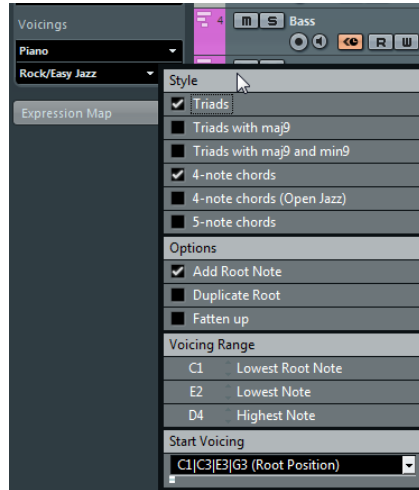 Voicings
Piano
Rock/Easy Jazz
Expression Map
4 m S Bass
R W
Style
Triads
Triads with maj9
Triads with maj9 and min9
4-note chords
4-note chords (Open Jazz)
5-note chords
Options
Add Root Note
Duplicate Root
Fatten up
Voicing Range
C1 Lowest Root Note
E2 Lowest Note
D4 Highest Note
Start Voicing
C1|C3|E3|G3 (Root Position)